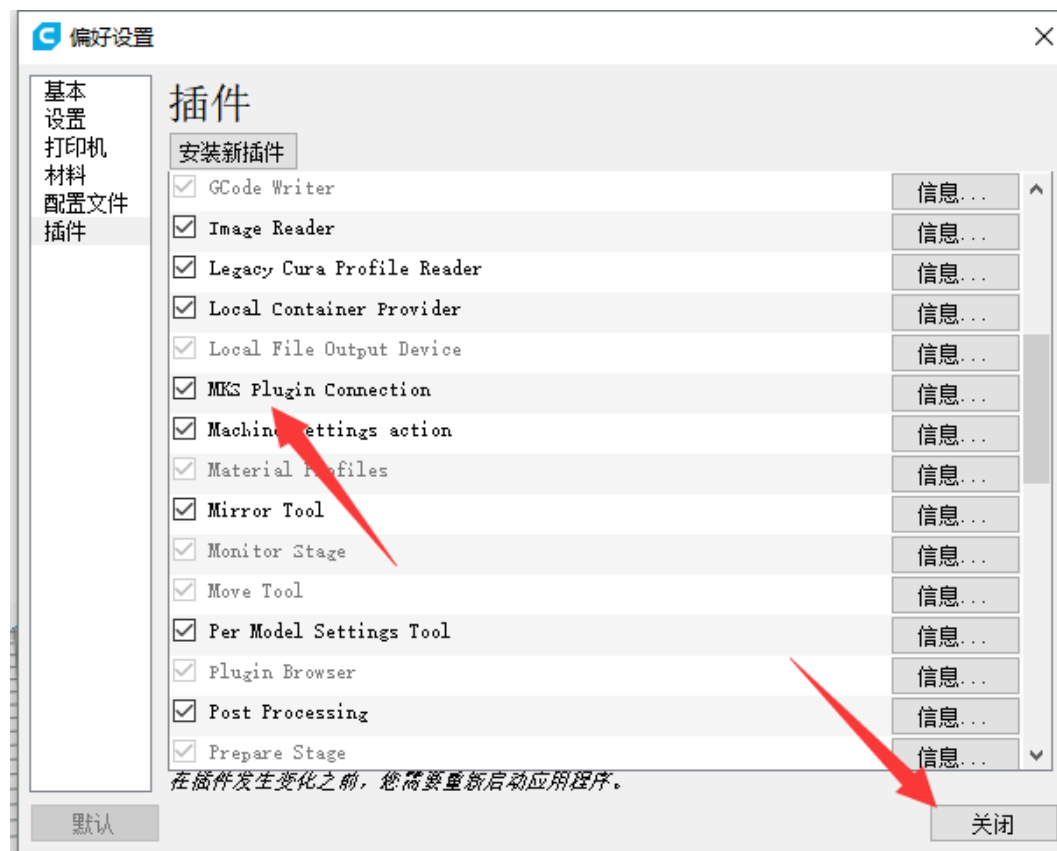 偏好设置
基本
设置
打印机
材料
配置文件
插件
插件
安装新插件
GCode Writer 信息...
Image Reader 信息...
Legacy Cura Profile Reader 信息...
Local Container Provider 信息...
Local File Output Device 信息...
MKS Plugin Connection 信息...
Machine Settings action 信息...
Material Profiles 信息...
Mirror Tool 信息...
Monitor Stage 信息...
Move Tool 信息...
Per Model Settings Tool 信息...
Plugin Browser 信息...
Post Processing 信息...
Prepare Stage 信息...
在插件发生变化之前，您需要重新启动应用程序。
默认 关闭